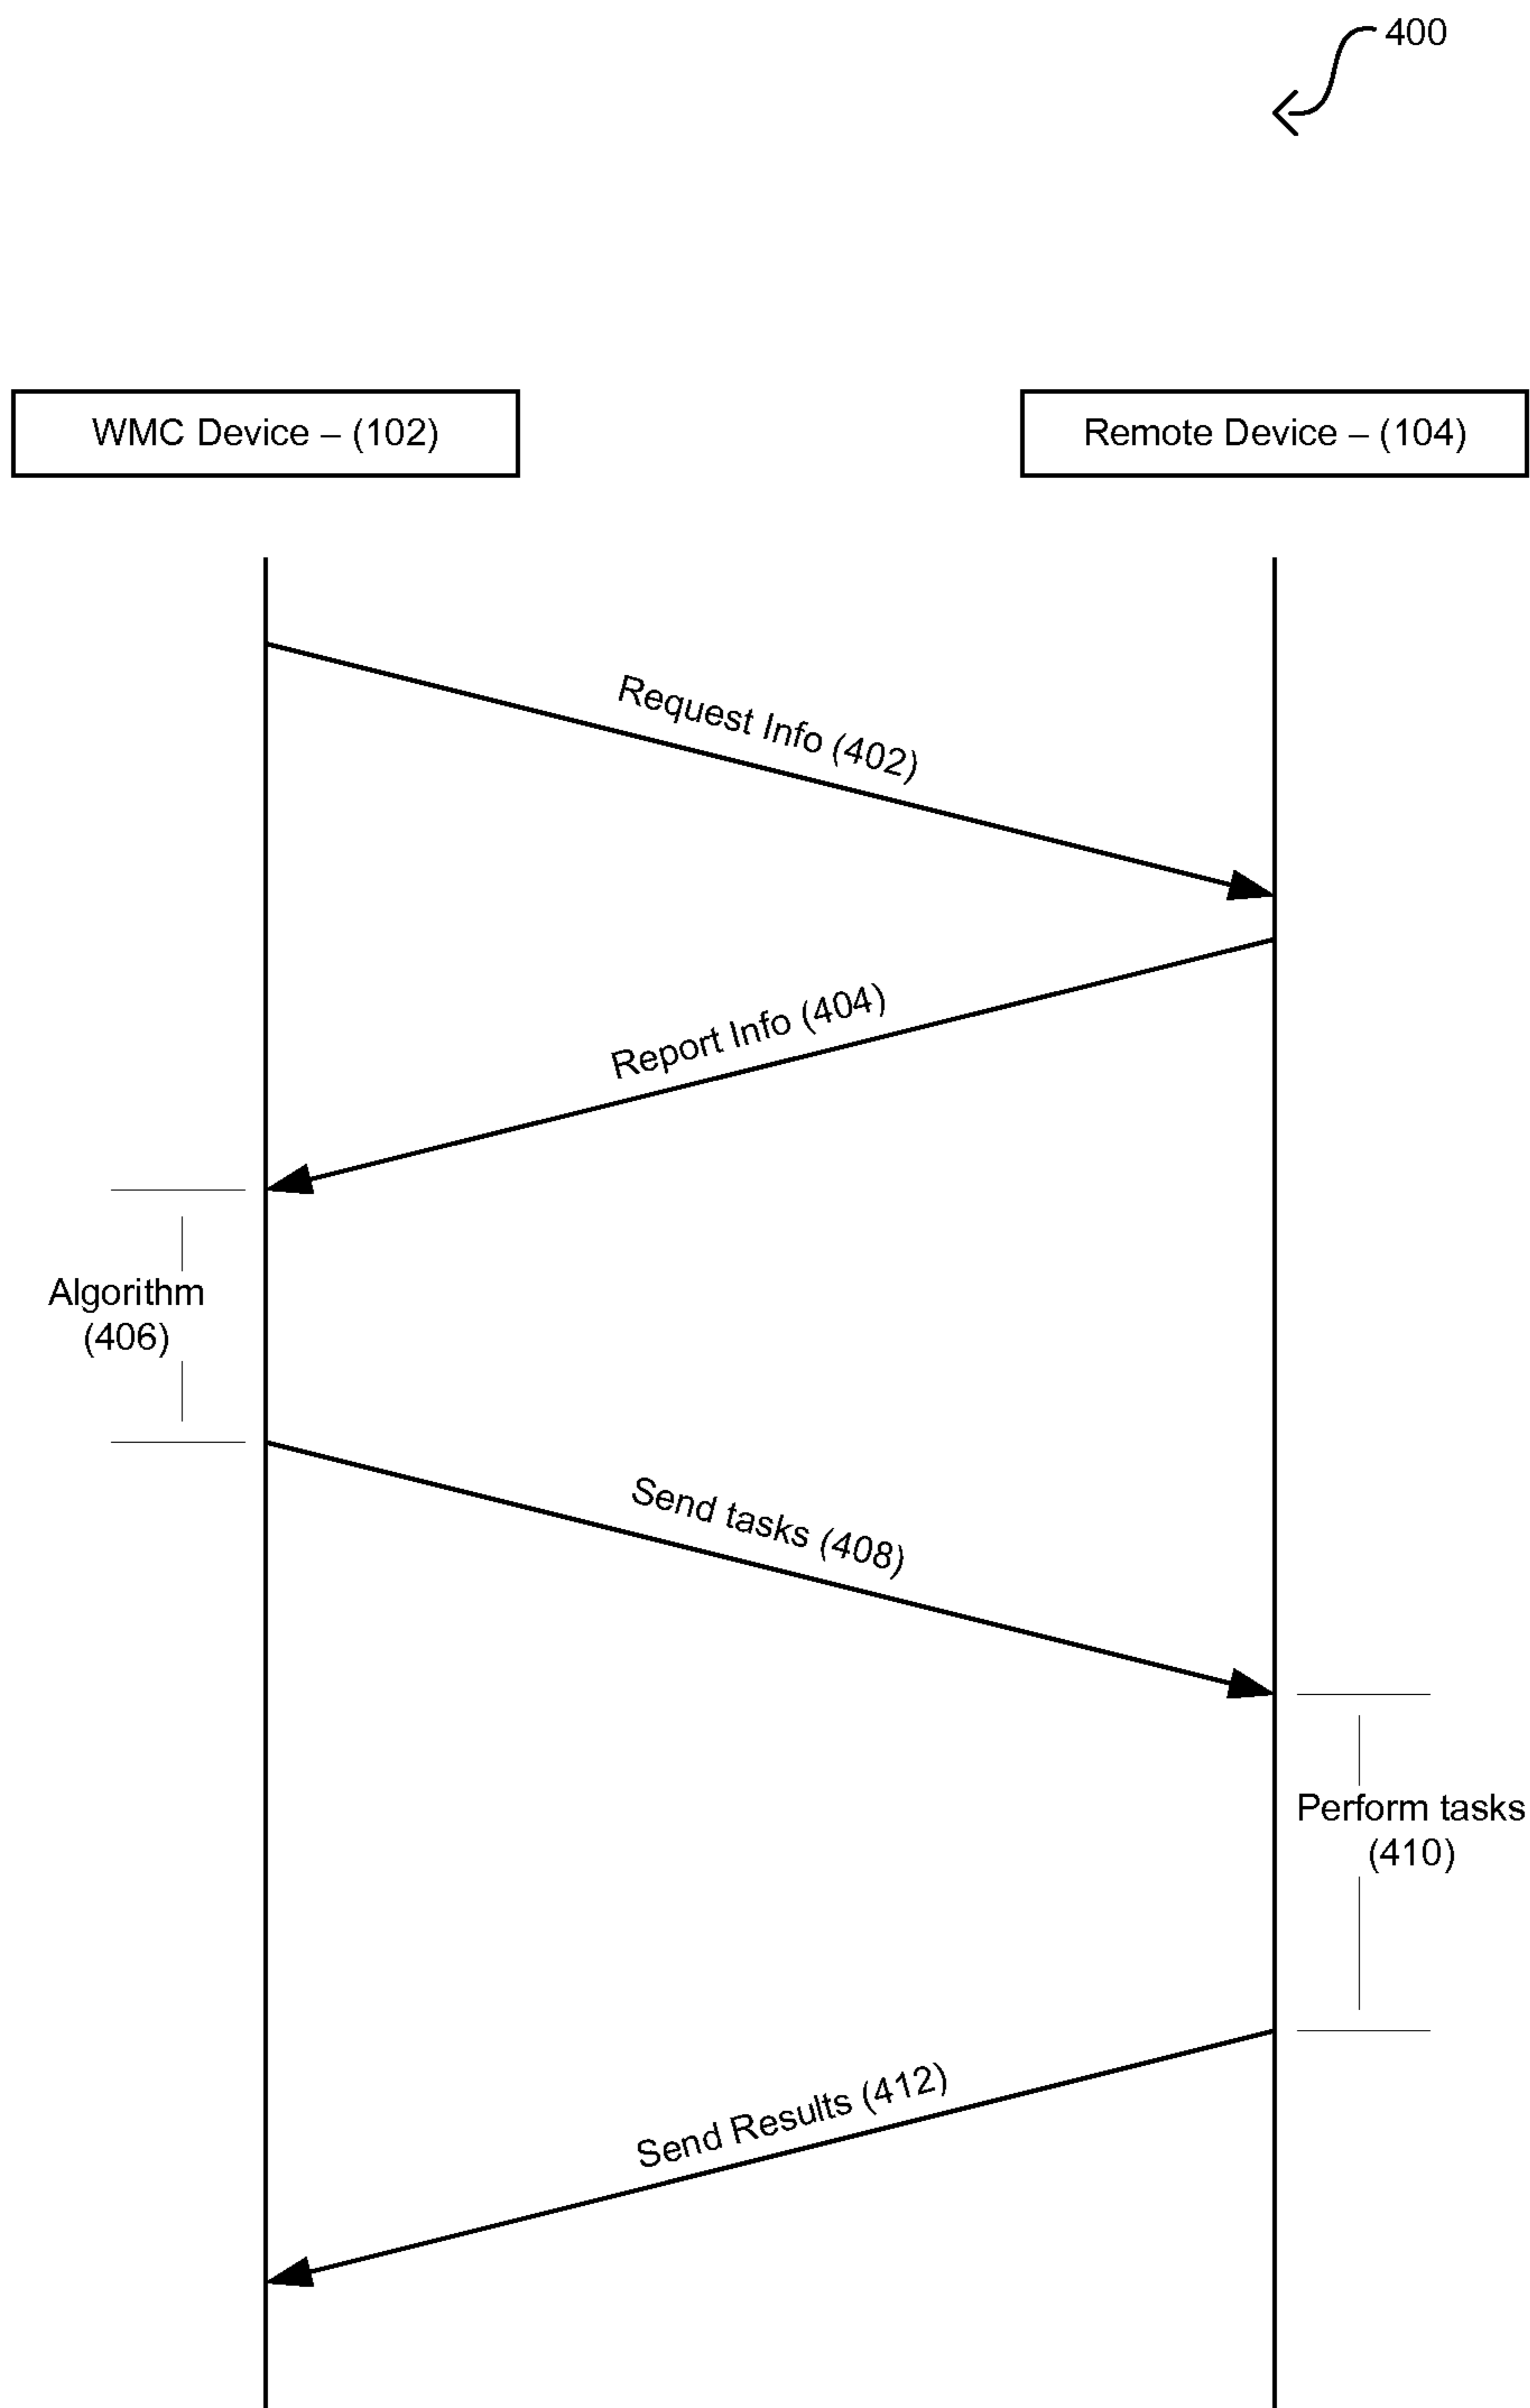 400
WMC Device – (102)
Remote Device – (104)
Request Info (402)
Report Info (404)
Algorithm
(406)
Send tasks (408)
Perform tasks
(410)
Send Results (412)